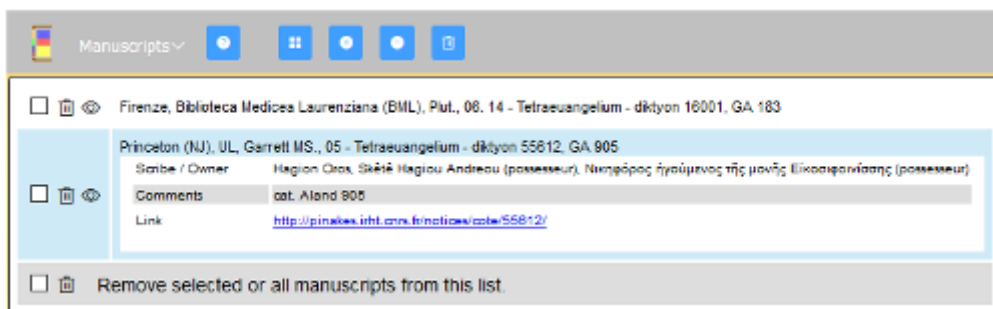 Manuscripts
Firenze, Biblioteca Medicea Laurenziana (BML), Plut., 06. 14 - Tetraeuangelium - diktyon 16001, GA 183
Princeton (NJ), UL, Garrett MS., 05 - Tetraeuangelium - diktyon 55612, GA 905
Scribe / Owner Hagion Oros, Skêtê Hagiou Andreou (possesseur), Νικηφόρος ἡγούμενος τῆς μονῆς Εἰκοσιφοινίσσης (possesseur)
Comments cat. Aland 905
Link http://pinakes.irht.cnrs.fr/notices/cote/55612/
Remove selected or all manuscripts from this list.